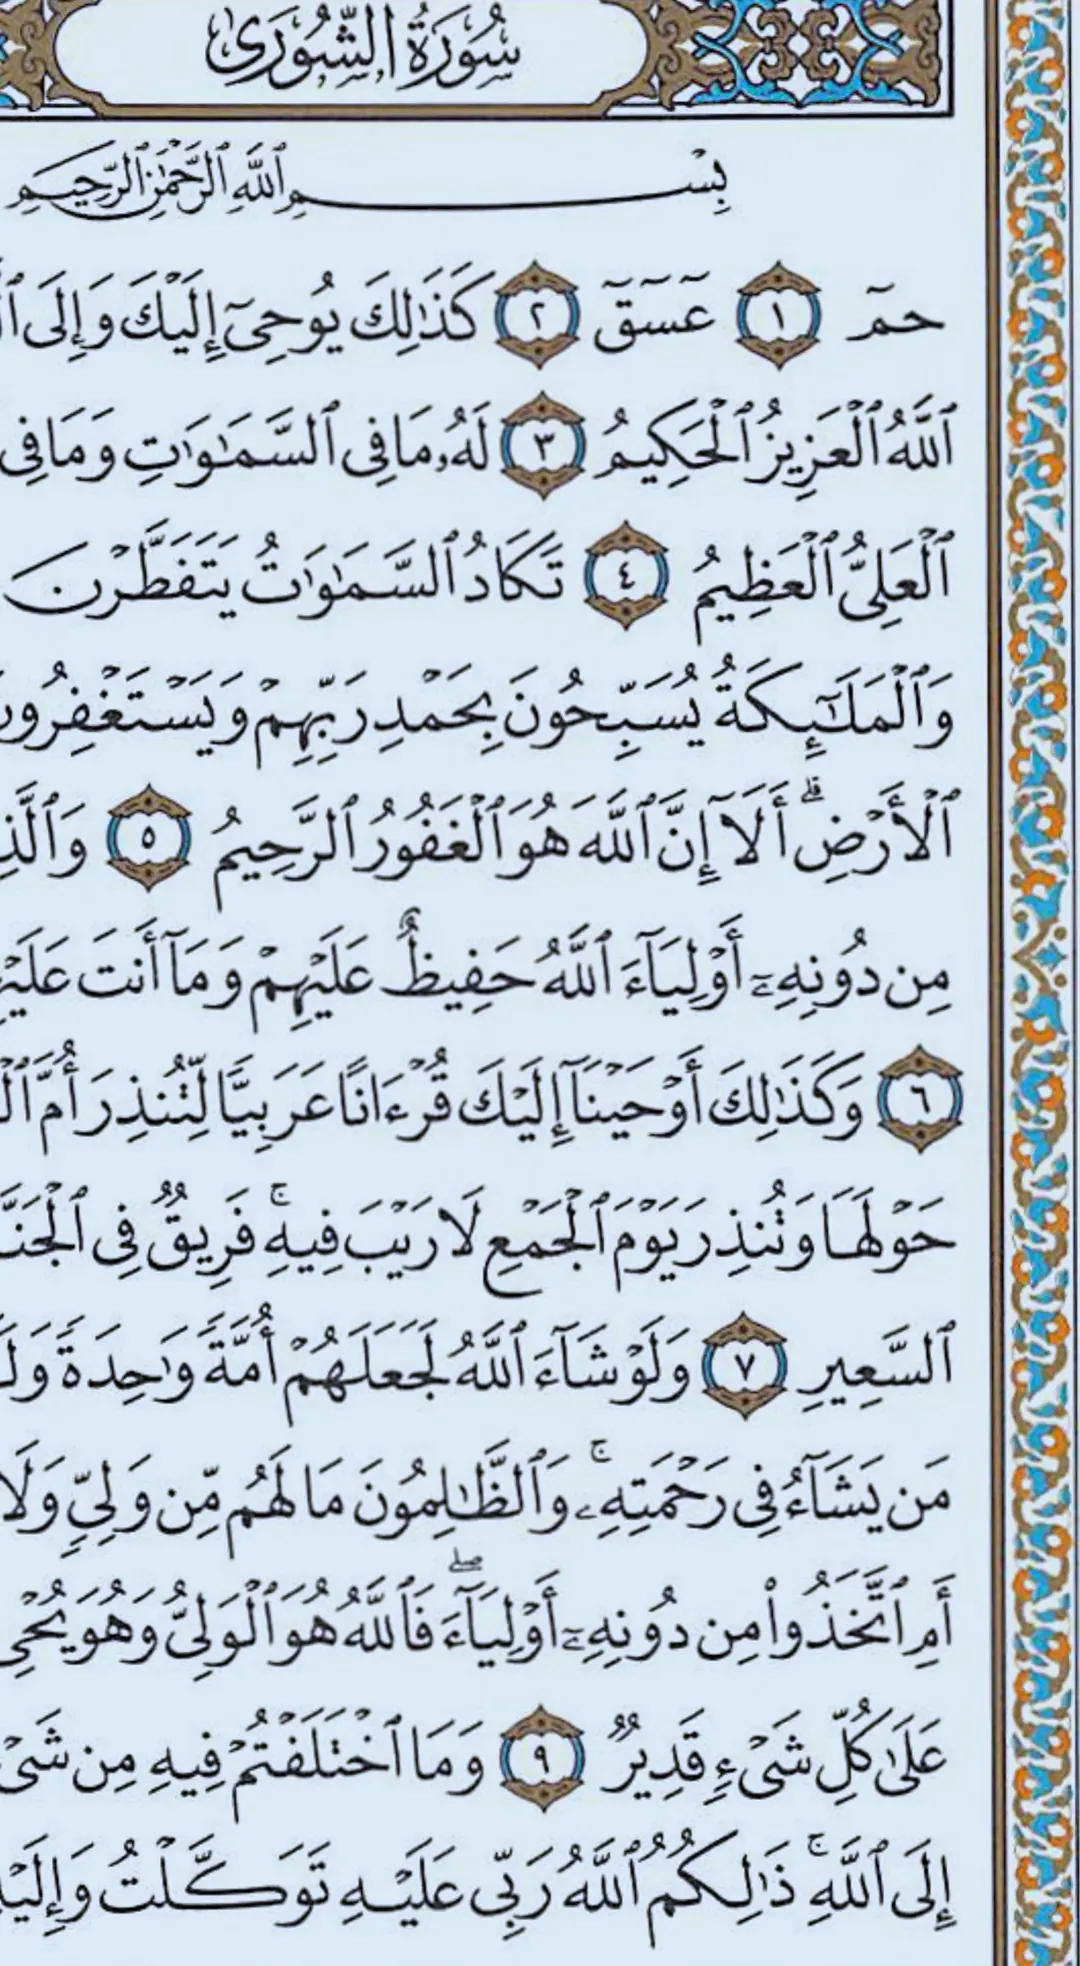 سُورَةُ الشُّورَىٰ
بِسْمِ ٱللَّهِ ٱلرَّحْمَٰنِ ٱلرَّحِيمِ
حمٓ ١ عٓسٓقٓ ٢ كَذَٰلِكَ يُوحِىٓ إِلَيْكَ وَإِلَى
ٱللَّهُ ٱلْعَزِيزُ ٱلْحَكِيمُ ٣ لَهُۥ مَا فِى ٱلسَّمَٰوَٰتِ وَمَا فِى
ٱلْعَلِىُّ ٱلْعَظِيمُ ٤ تَكَادُ ٱلسَّمَٰوَٰتُ يَتَفَطَّرْنَ
وَٱلْمَلَٰٓئِكَةُ يُسَبِّحُونَ بِحَمْدِ رَبِّهِمْ وَيَسْتَغْفِرُونَ
ٱلْأَرْضِ ۗ أَلَآ إِنَّ ٱللَّهَ هُوَ ٱلْغَفُورُ ٱلرَّحِيمُ ٥
مِن دُونِهِۦٓ أَوْلِيَآءَ ٱللَّهُ حَفِيظٌ عَلَيْهِمْ وَمَآ أَنتَ
٦ وَكَذَٰلِكَ أَوْحَيْنَآ إِلَيْكَ قُرْءَانًا عَرَبِيًّا لِّتُنذِرَ أُمَّ
حَوْلَهَا وَتُنذِرَ يَوْمَ ٱلْجَمْعِ لَا رَيْبَ فِيهِ ۚ فَرِيقٌ فِى
ٱلسَّعِيرِ ٧ وَلَوْ شَآءَ ٱللَّهُ لَجَعَلَهُمْ أُمَّةً وَٰحِدَةً
مَن يَشَآءُ فِى رَحْمَتِهِۦ ۚ وَٱلظَّٰلِمُونَ مَا لَهُم مِّن وَلِىٍّ وَلَا
أَمِ ٱتَّخَذُوا۟ مِن دُونِهِۦٓ أَوْلِيَآءَ ۖ فَٱللَّهُ هُوَ ٱلْوَلِىُّ وَهُوَ يُحْىِ
عَلَىٰ كُلِّ شَىْءٍ قَدِيرٌ ٩ وَمَا ٱخْتَلَفْتُمْ فِيهِ مِن
إِلَى ٱللَّهِ ۚ ذَٰلِكُمُ ٱللَّهُ رَبِّى عَلَيْهِ تَوَكَّلْتُ